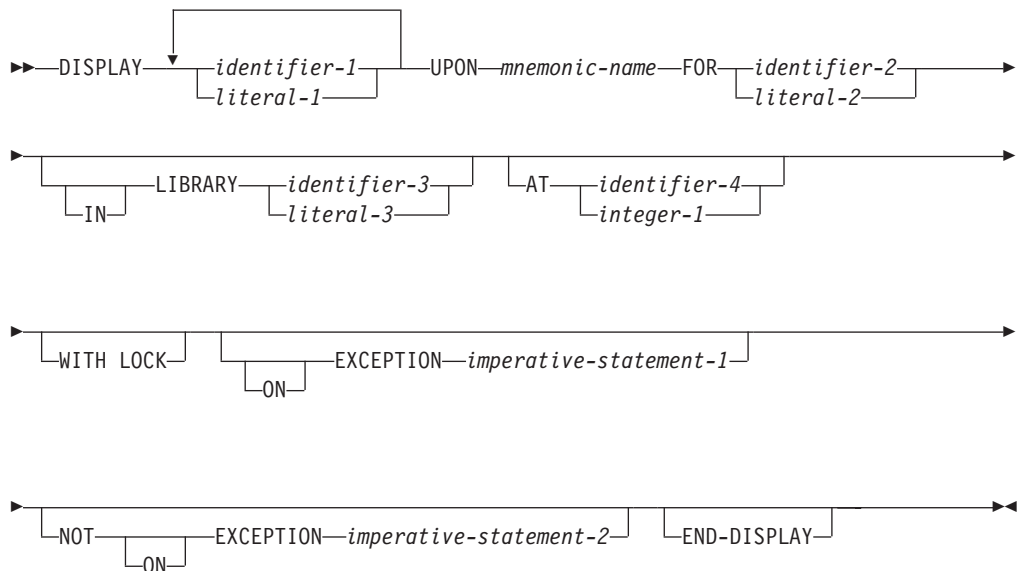 DISPLAY identifier-1 UPON mnemonic-name FOR identifier-2
literal-1 literal-2
LIBRARY identifier-3 AT identifier-4
IN literal-3 integer-1
WITH LOCK EXCEPTION imperative-statement-1
ON
NOT EXCEPTION imperative-statement-2 END-DISPLAY
ON